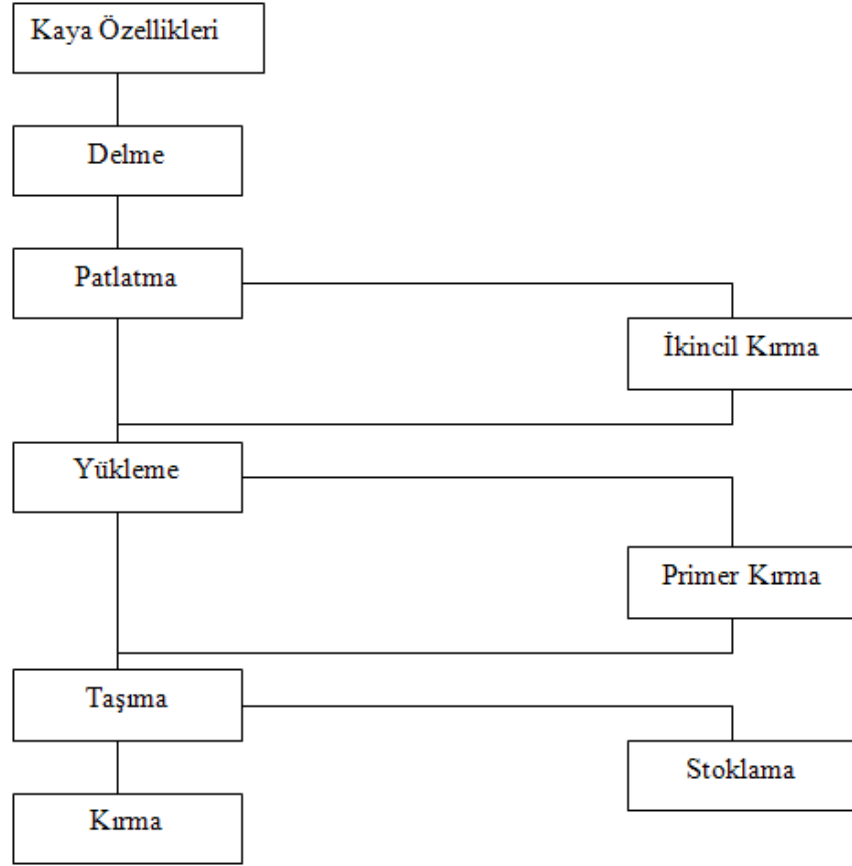 Kaya Özellikleri
Delme
Patlatma
İkincil Kırma
Yükleme
Primer Kırma
Taşıma
Stoklama
Kırma